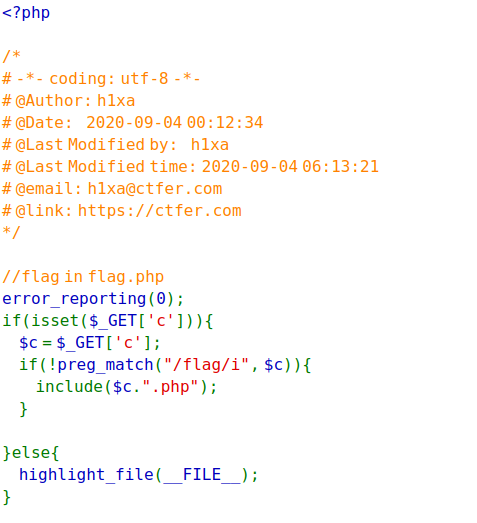 <?php
/*
# -*- coding: utf-8 -*-
# @Author: h1xa
# @Date:   2020-09-04 00:12:34
# @Last Modified by:   h1xa
# @Last Modified time: 2020-09-04 06:13:21
# @email: h1xa@ctfer.com
# @link: https://ctfer.com
*/
//flag in flag.php
error_reporting(0);
if(isset($_GET['c'])){
$c = $_GET['c'];
if(!preg_match("/flag/i", $c)){
include($c.".php");
}
}else{
highlight_file(__FILE__);
}